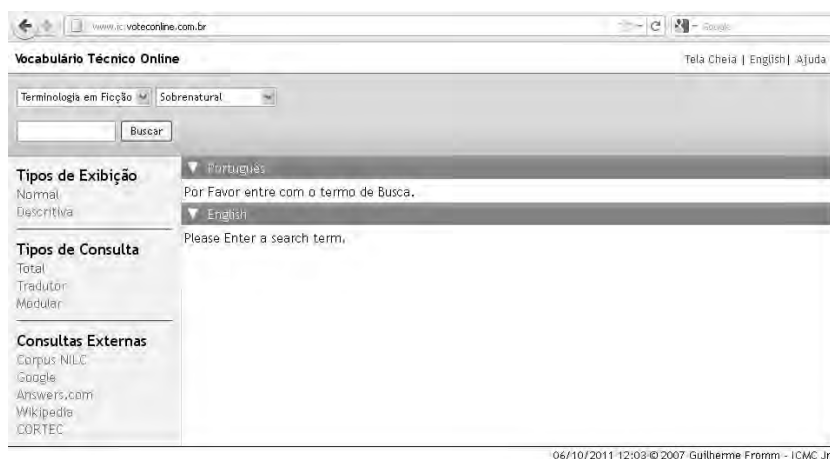 www.ic.voteconline.com.br
Google
Vocabulário Técnico Online
Tela Cheia | English| Ajuda
Terminologia em Ficção
Sobrenatural
Buscar
Tipos de Exibição
Normal
Descritiva
Tipos de Consulta
Total
Tradutor
Modular
Consultas Externas
Corpus NILC
Google
Answers.com
Wikipedia
CORTEC
Português
Por Favor entre com o termo de Busca.
English
Please Enter a search term.
06/10/2011 12:03 © 2007 Guilherme Fromm - ICMC Jr